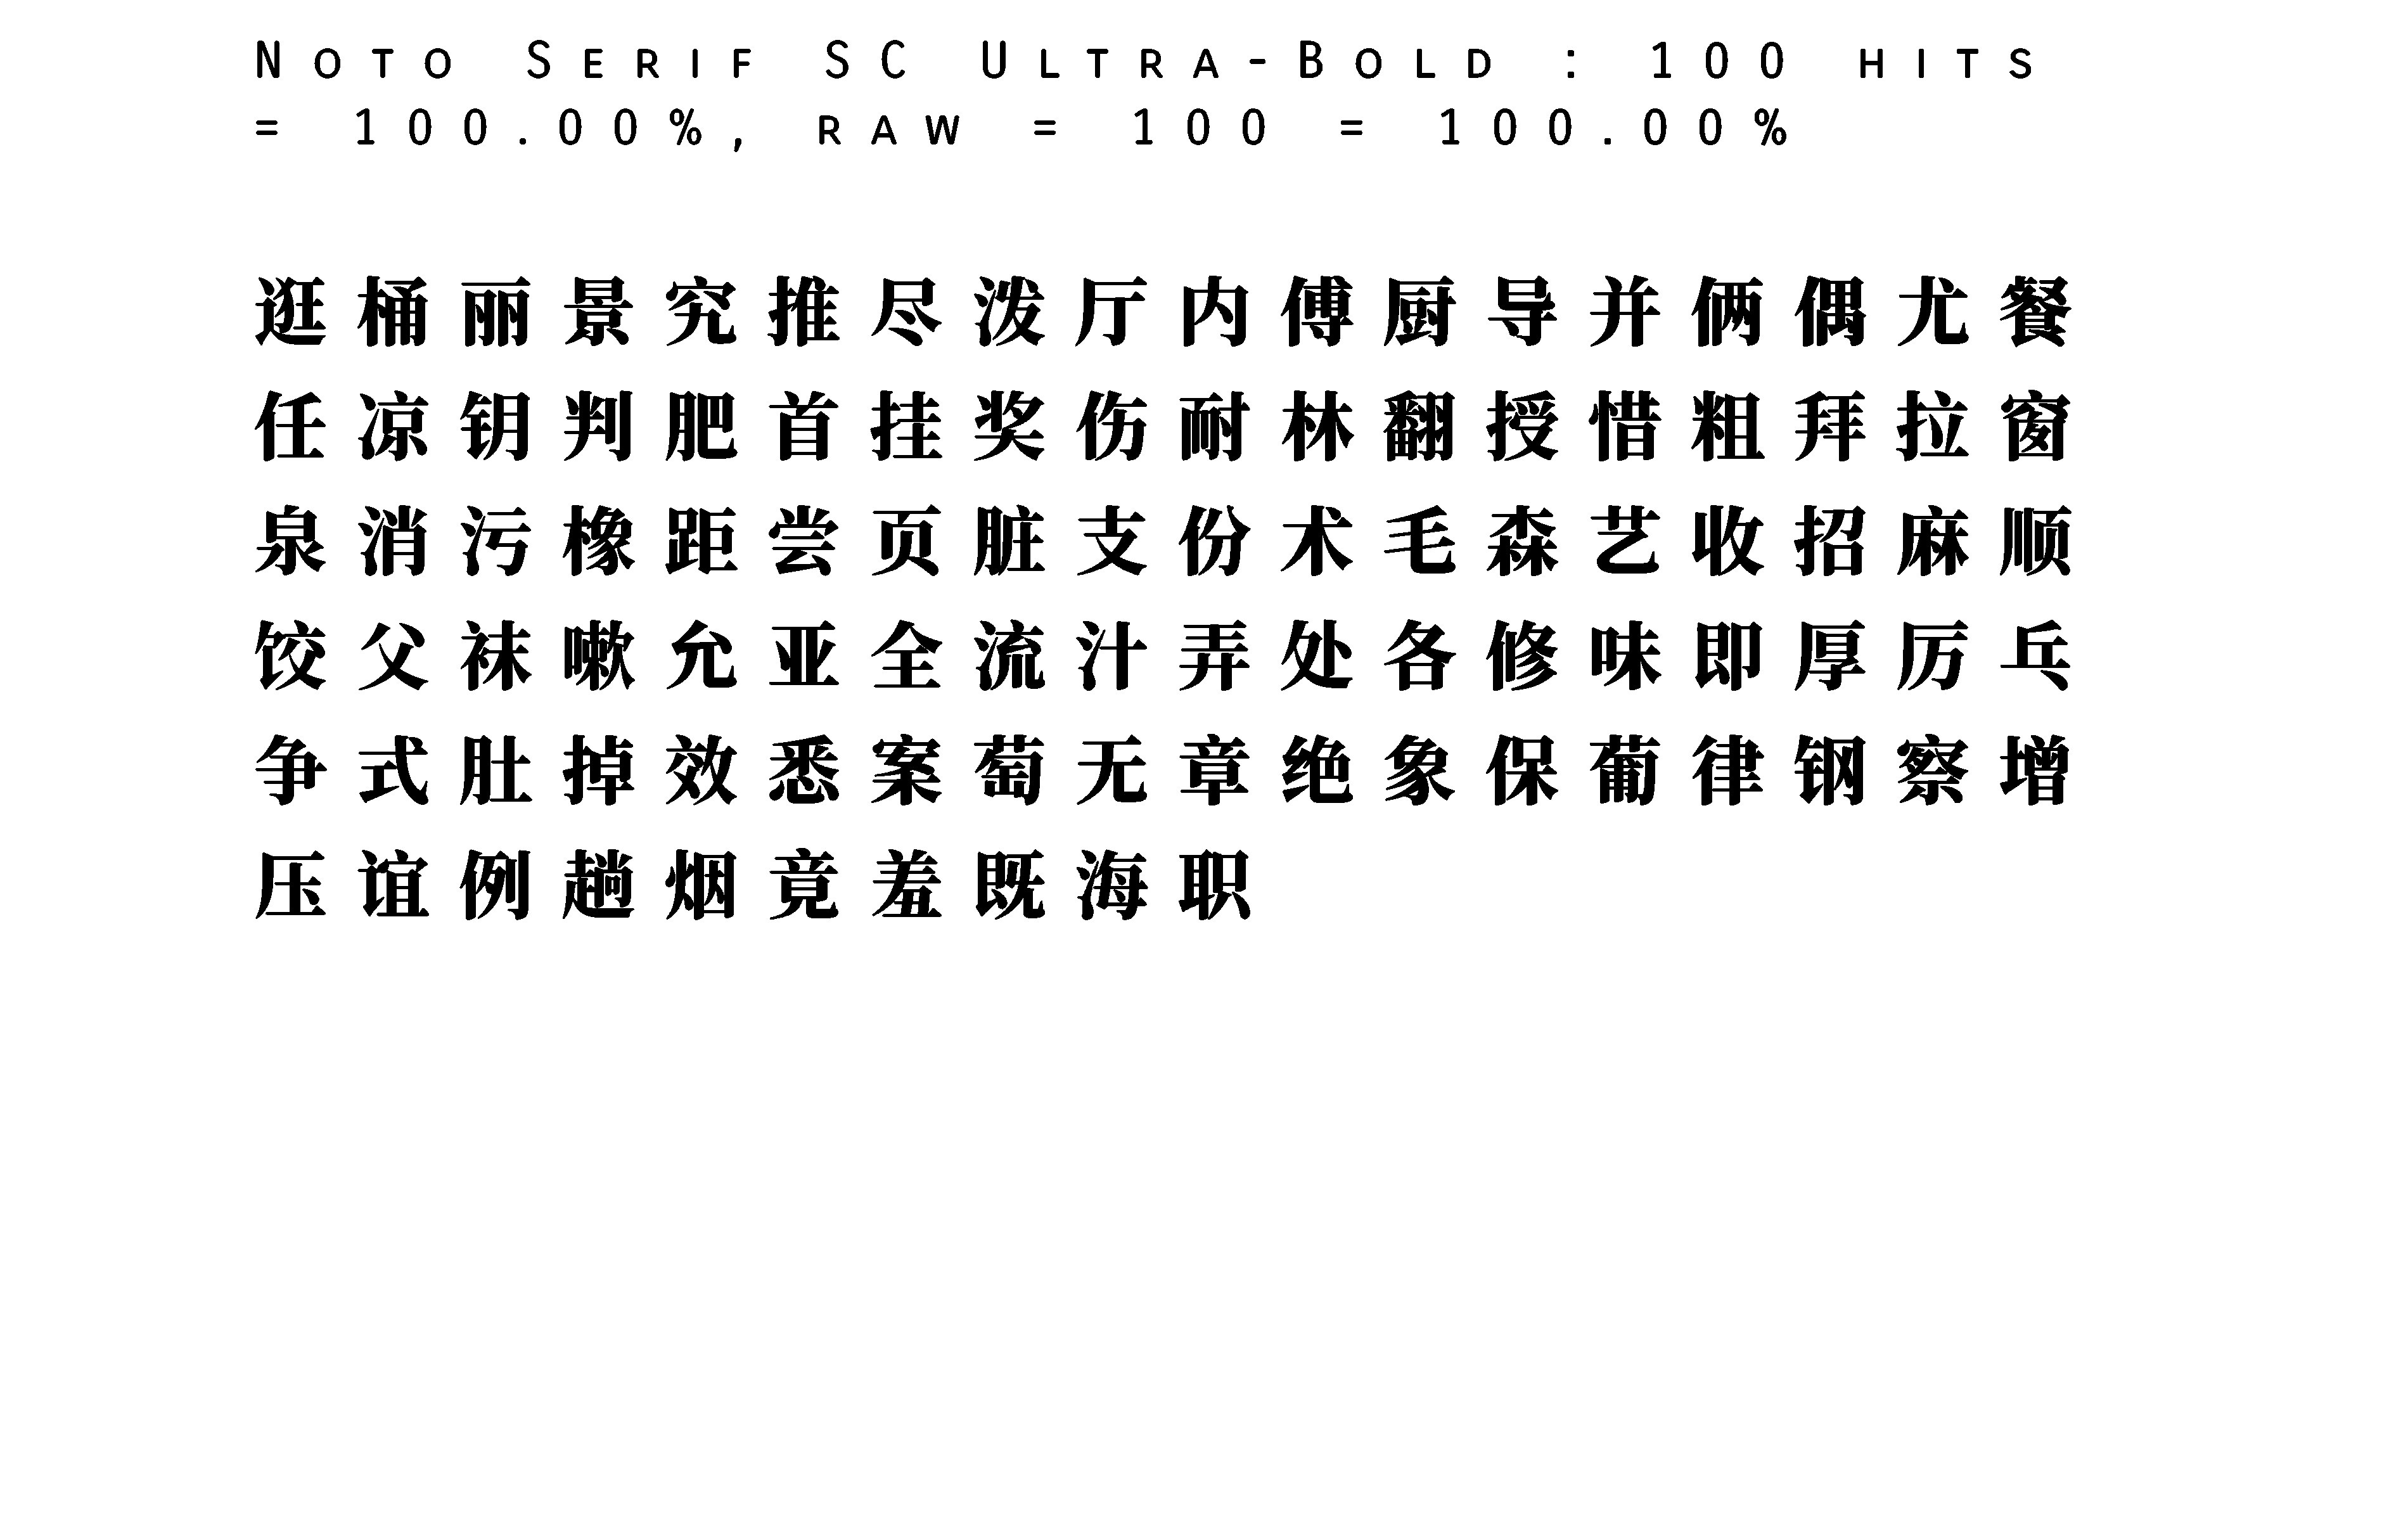 Noto Serif SC Ultra-Bold : 100 hits
= 100.00%, raw = 100 = 100.00%
逛桶丽景究推尽泼厅内傅厨导并俩偶尤餐
任凉钥判肥首挂奖伤耐林翻授惜粗拜拉窗
泉消污橡距尝页脏支份术毛森艺收招麻顺
饺父袜嗽允亚全流汁弄处各修味即厚厉乓
争式肚掉效悉案萄无章绝象保葡律钢察增
压谊例趟烟竟羞既海职